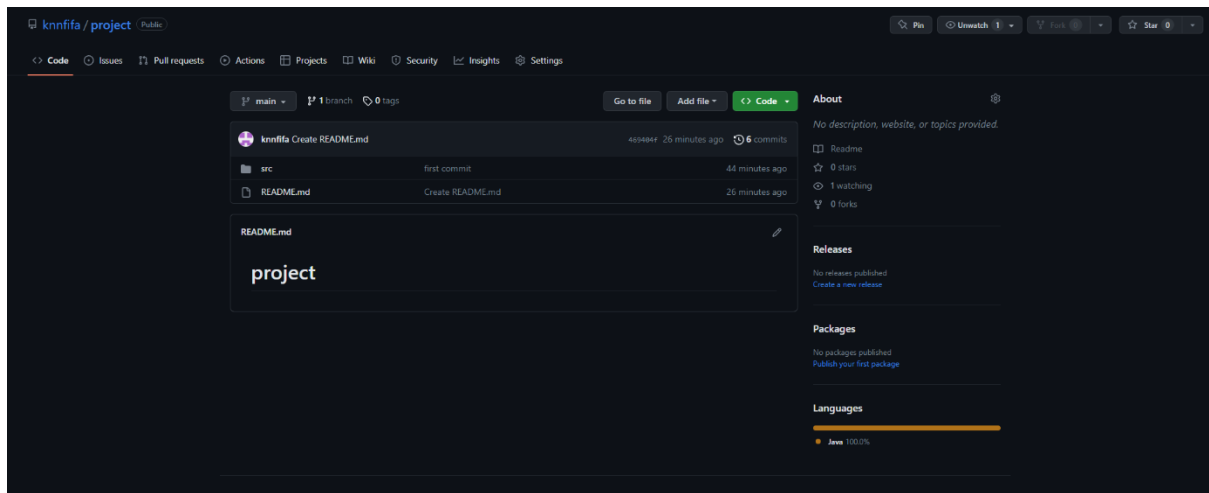 knnfifa / project Public
Pin Unwatch 1 Fork 0 Star 0
Code Issues Pull requests Actions Projects Wiki Security Insights Settings
main 1 branch 0 tags Go to file Add file Code
knnfifa Create README.md 26 minutes ago 6 commits
src first commit 44 minutes ago
README.md Create README.md 26 minutes ago
README.md
project
About
No description, website, or topics provided.
Readme
0 stars
1 watching
0 forks
Releases
No releases published
Create a new release
Packages
No packages published
Publish your first package
Languages
Java 100.0%